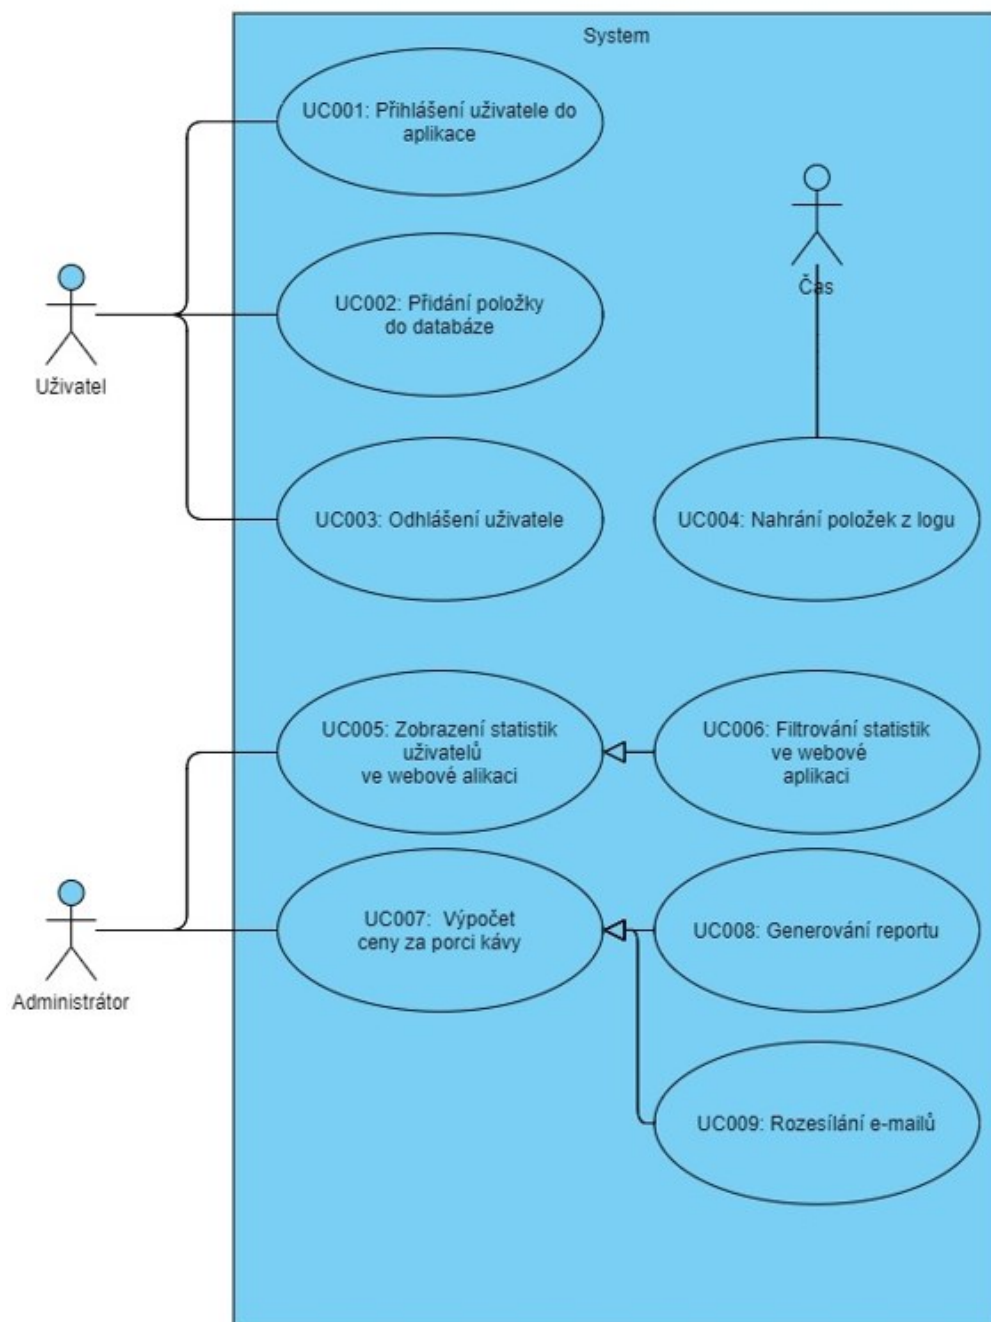 System
UC001: Přihlášení uživatele do
aplikace
Čas
UC002: Přidání položky
do databáze
Uživatel
UC003: Odhlášení uživatele
UC004: Nahrání položek z logu
UC005: Zobrazení statistik
uživatelů
ve webové alikaci
UC006: Filtrování statistik
ve webové
aplikaci
Administrátor
UC007: Výpočet
ceny za porci kávy
UC008: Generování reportu
UC009: Rozesílání e-mailů